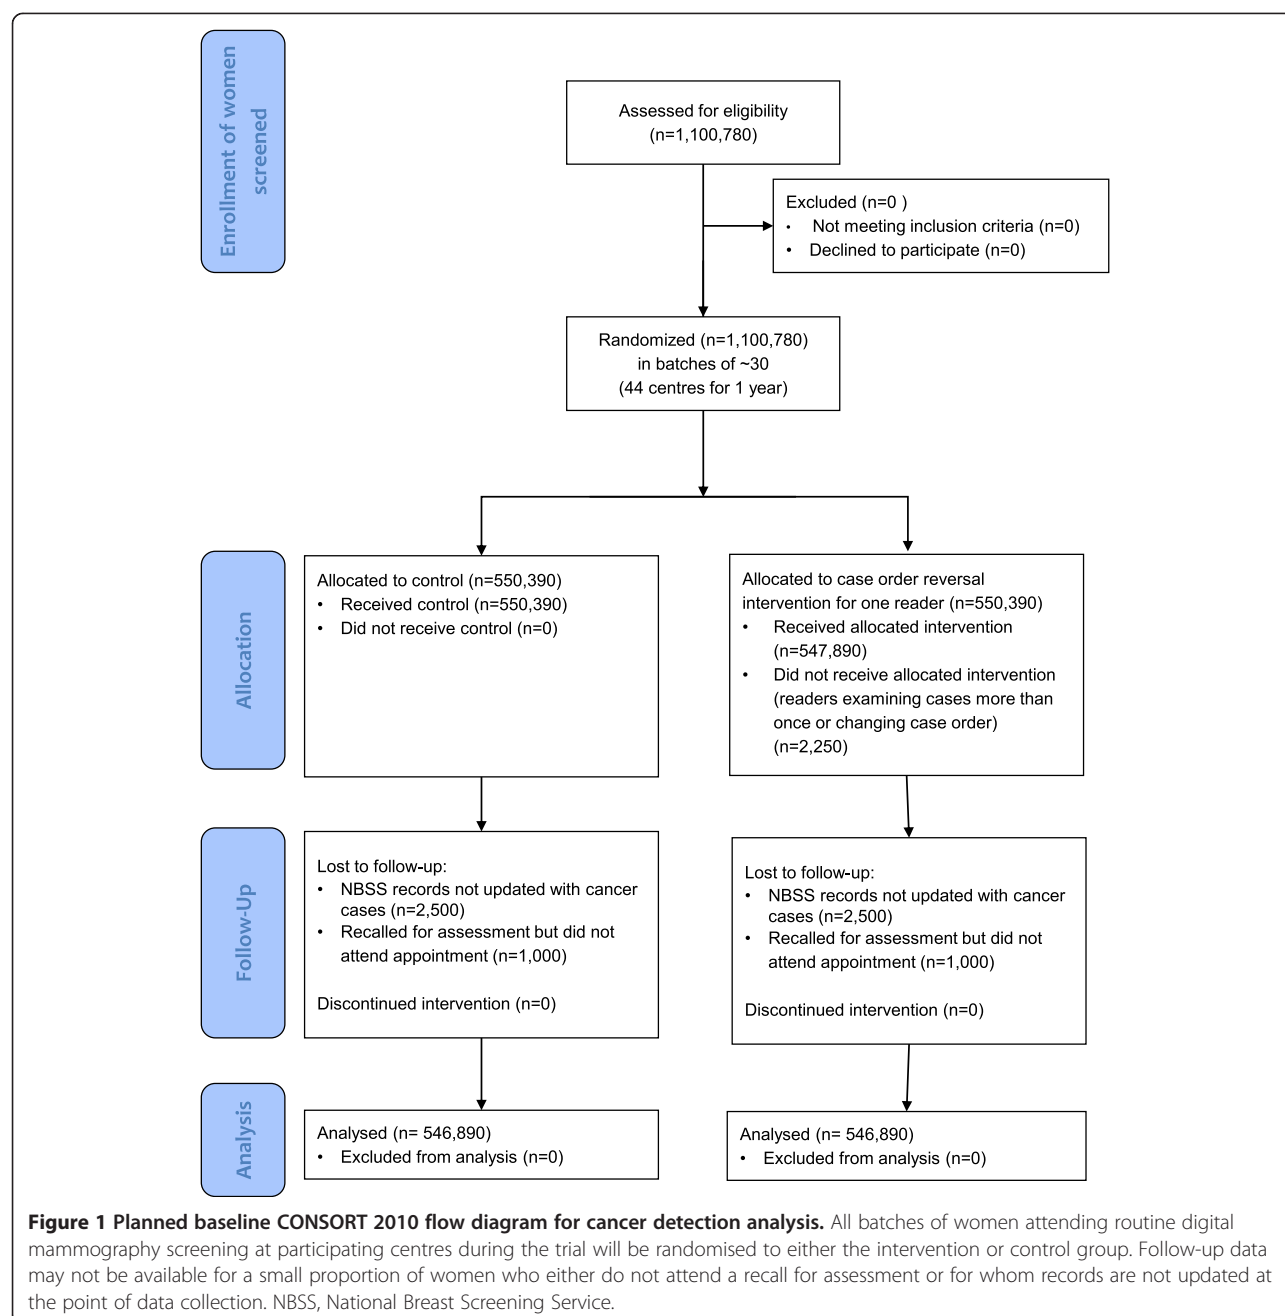 Enrollment of women
screened
Assessed for eligibility
(n=1,100,780)
Excluded (n=0 )
• Not meeting inclusion criteria (n=0)
• Declined to participate (n=0)
Randomized (n=1,100,780)
in batches of ~30
(44 centres for 1 year)
Allocation
Allocated to control (n=550,390)
• Received control (n=550,390)
• Did not receive control (n=0)
Allocated to case order reversal
intervention for one reader (n=550,390)
• Received allocated intervention
(n=547,890)
• Did not receive allocated intervention
(readers examining cases more than
once or changing case order)
(n=2,250)
Follow-Up
Lost to follow-up:
• NBSS records not updated with cancer
cases (n=2,500)
• Recalled for assessment but did not
attend appointment (n=1,000)
Discontinued intervention (n=0)
Lost to follow-up:
• NBSS records not updated with cancer
cases (n=2,500)
• Recalled for assessment but did not
attend appointment (n=1,000)
Discontinued intervention (n=0)
Analysis
Analysed (n= 546,890)
• Excluded from analysis (n=0)
Analysed (n= 546,890)
• Excluded from analysis (n=0)
Figure 1 Planned baseline CONSORT 2010 flow diagram for cancer detection analysis. All batches of women attending routine digital
mammography screening at participating centres during the trial will be randomised to either the intervention or control group. Follow-up data
may not be available for a small proportion of women who either do not attend a recall for assessment or for whom records are not updated at
the point of data collection. NBSS, National Breast Screening Service.